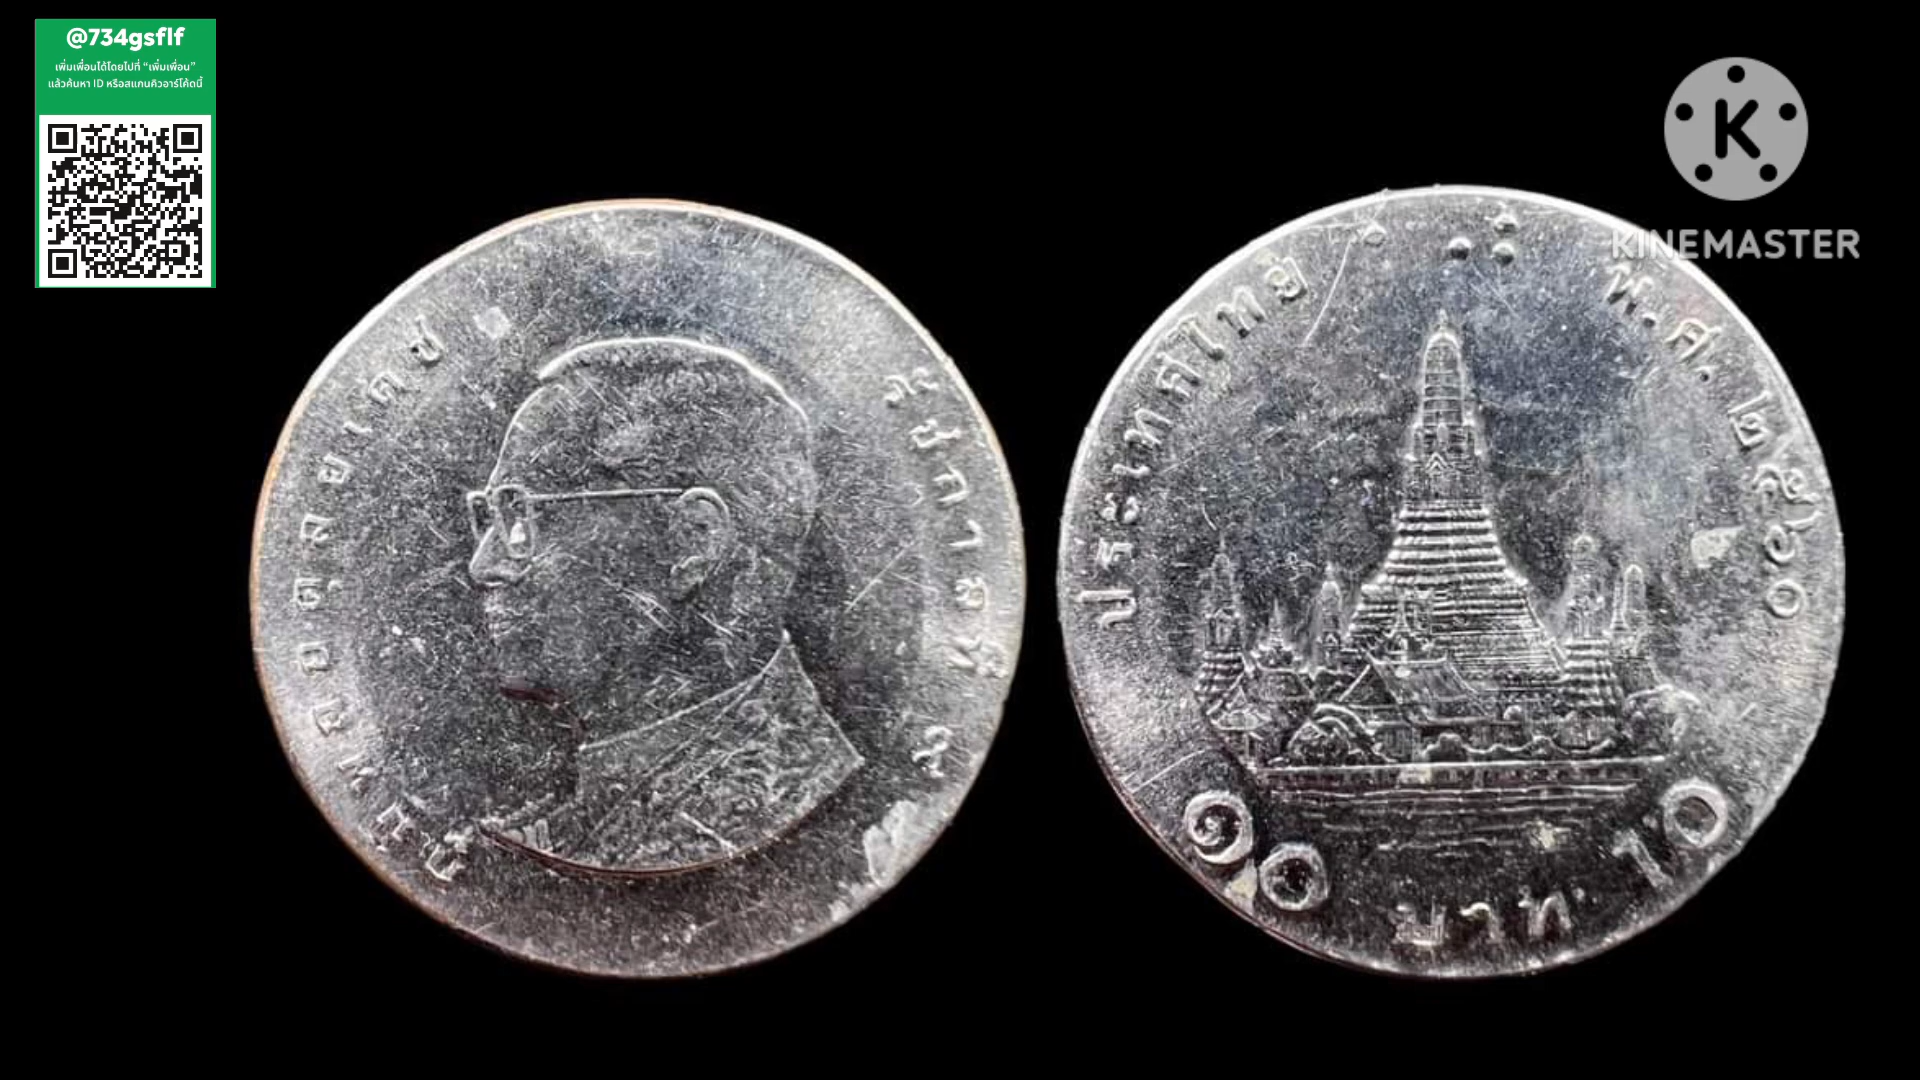 @734gsflf
เพิ่มเพื่อนได้โดยไปที่ “เพิ่มเพื่อน”
แล้วค้นหา ID หรือสแกนคิวอาร์โค้ดนี้
KINEMASTER
ภูมิพลอดุลยเดช
รัชกาลที่ ๙
ประเทศไทย
พ.ศ. ๒๕๖๐
๑๐
บาท
10